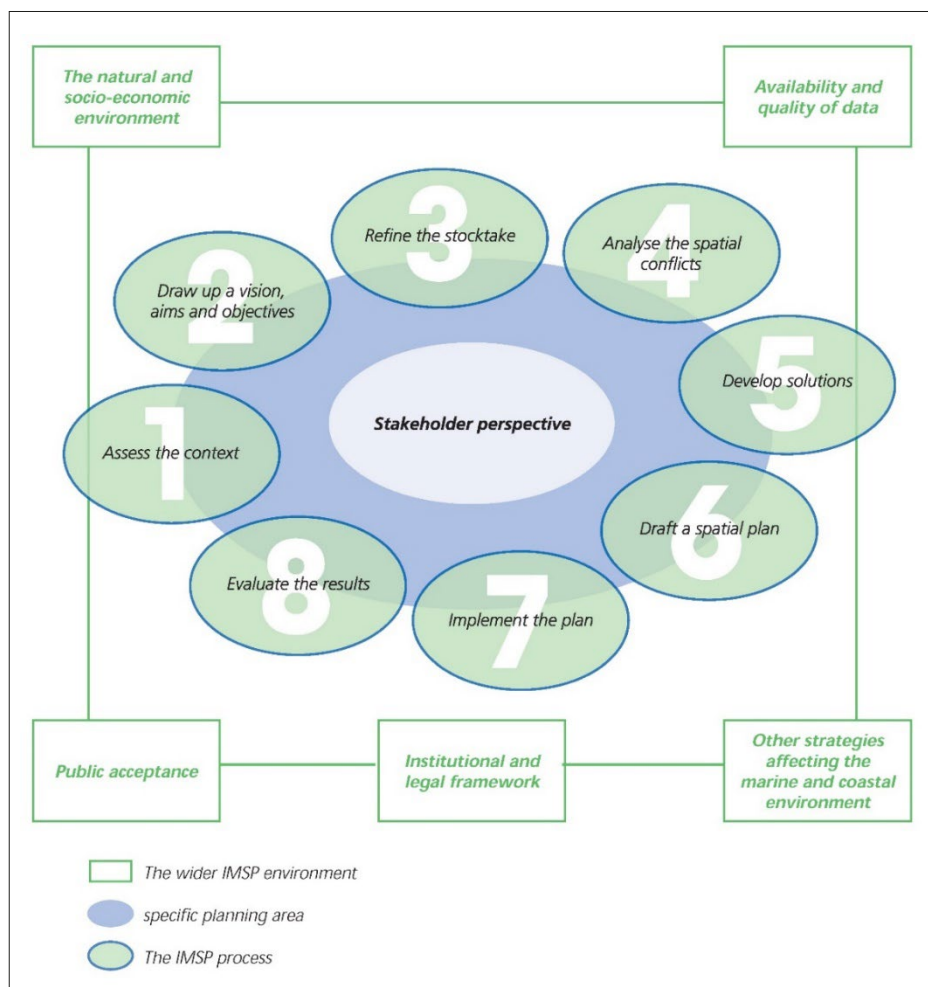 The natural and
socio-economic
environment
Availability and
quality of data
3
Refine the stocktake
4
Analyse the spatial
conflicts
2
Draw up a vision,
aims and objectives
5
Develop solutions
1
Assess the context
Stakeholder perspective
6
Draft a spatial plan
8
Evaluate the results
7
Implement the plan
Public acceptance
Institutional and
legal framework
Other strategies
affecting the
marine and coastal
environment
The wider IMSP environment
specific planning area
The IMSP process